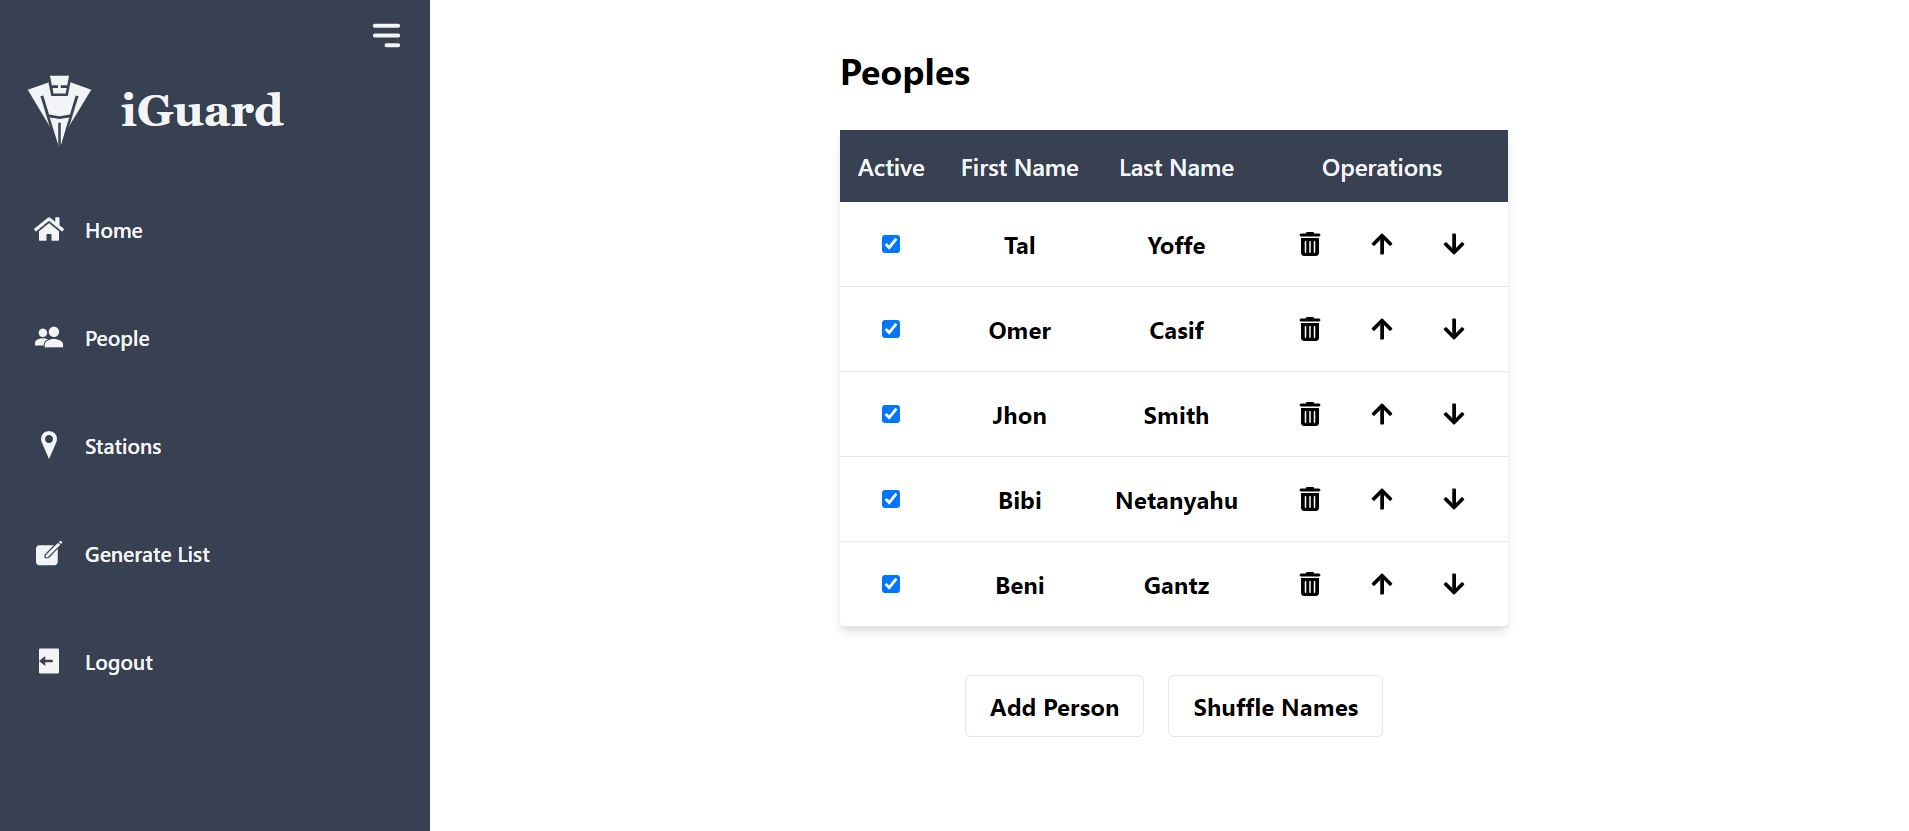 iGuard
Home
People
Stations
Generate List
Logout
Peoples
Active First Name Last Name Operations
Tal Yoffe
Omer Casif
Jhon Smith
Bibi Netanyahu
Beni Gantz
Add Person Shuffle Names